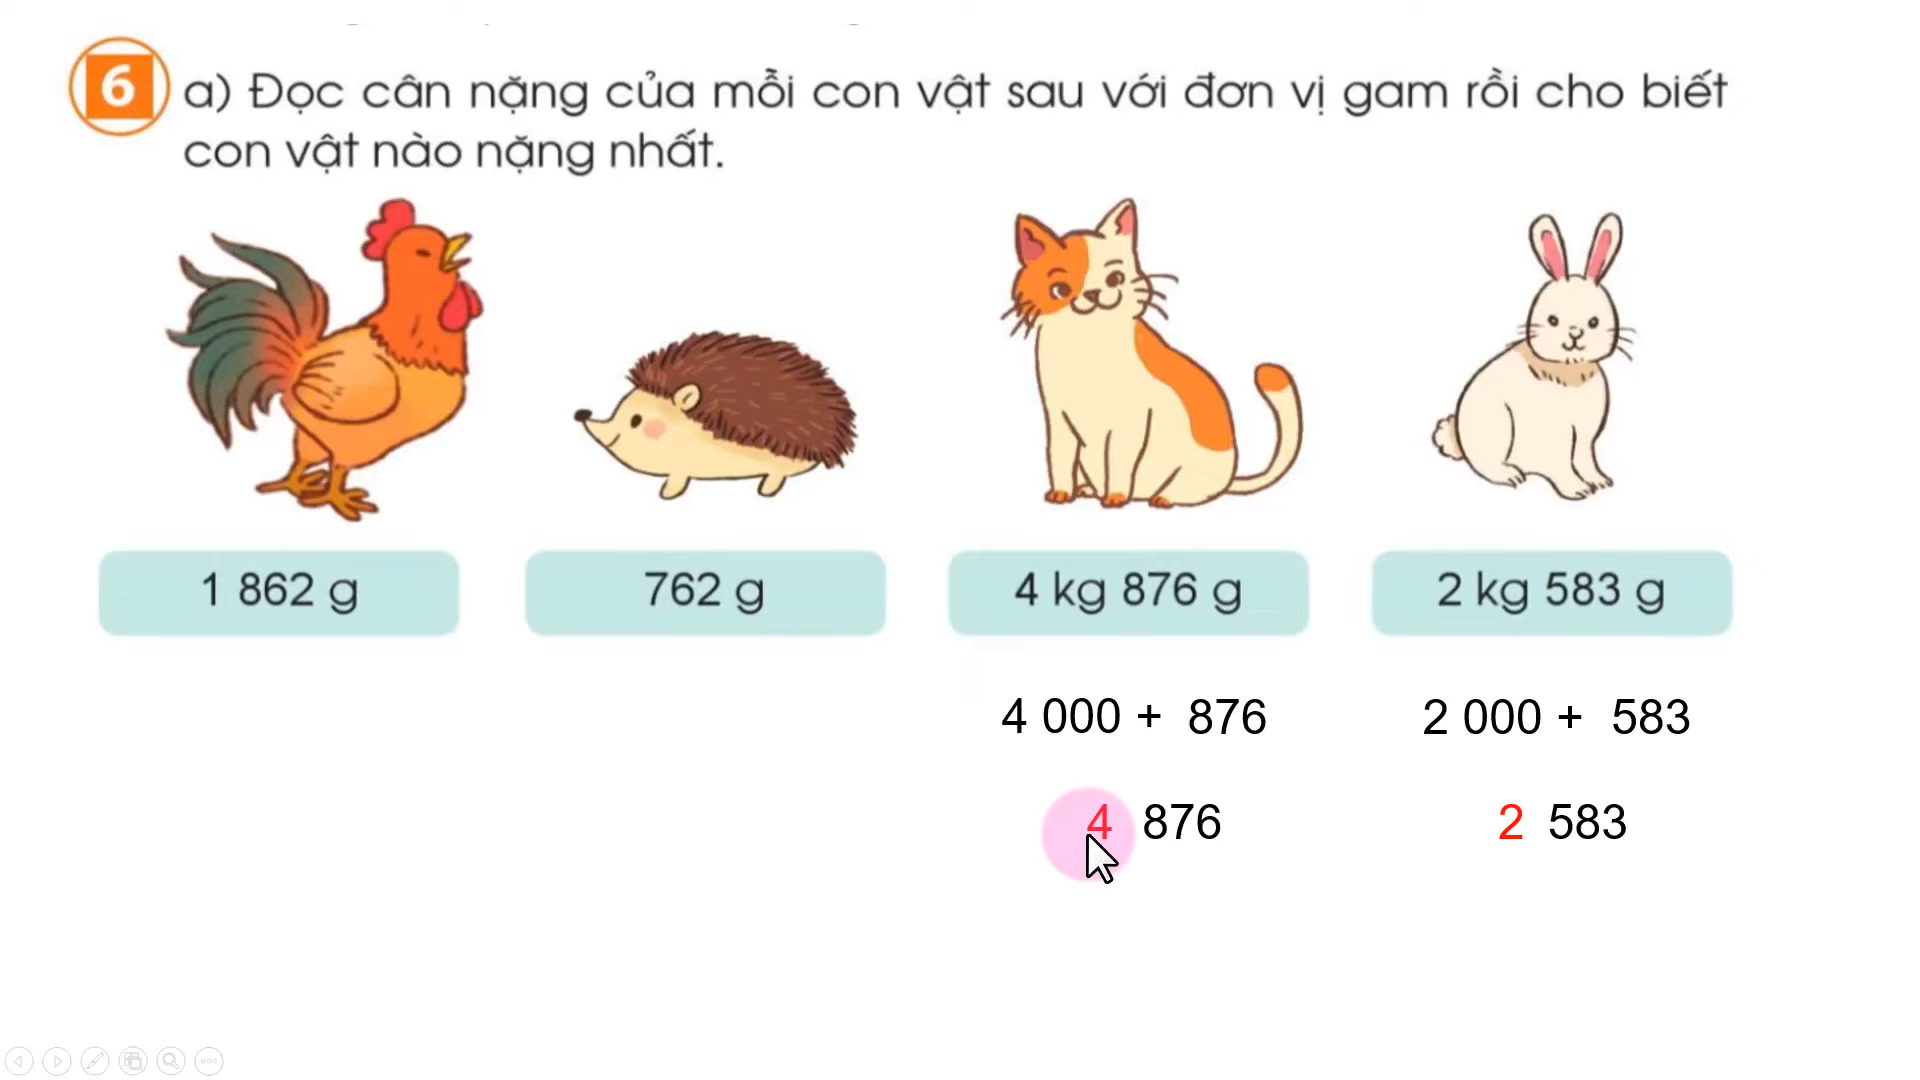 6 a) Đọc cân nặng của mỗi con vật sau với đơn vị gam rồi cho biết
con vật nào nặng nhất.
1 862 g 762 g 4 kg 876 g 2 kg 583 g
4 000 + 876 2 000 + 583
4 876 2 583